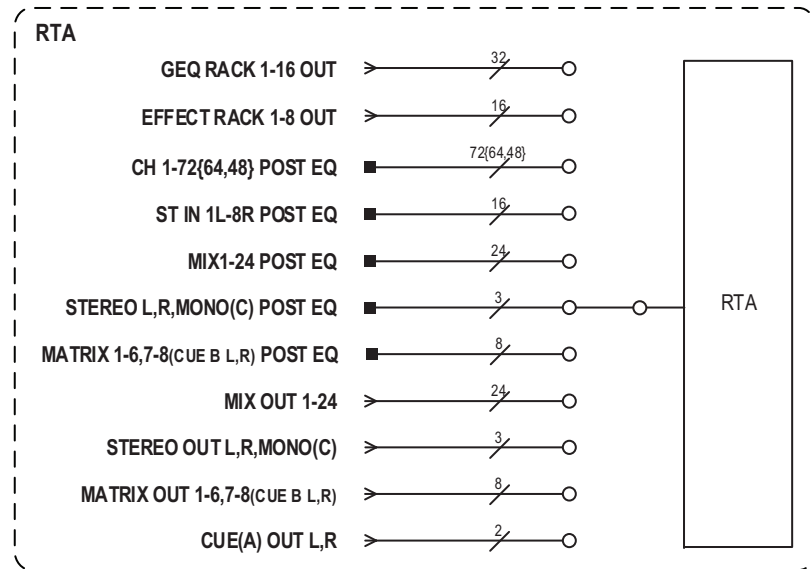 RTA
GEQ RACK 1-16 OUT 32
EFFECT RACK 1-8 OUT 16
CH 1-72{64,48} POST EQ 72{64,48}
ST IN 1L-8R POST EQ 16
MIX1-24 POST EQ 24
STEREO L,R,MONO(C) POST EQ 3 RTA
MATRIX 1-6,7-8(CUE B L,R) POST EQ 8
MIX OUT 1-24 24
STEREO OUT L,R,MONO(C) 3
MATRIX OUT 1-6,7-8(CUE B L,R) 8
CUE(A) OUT L,R 2